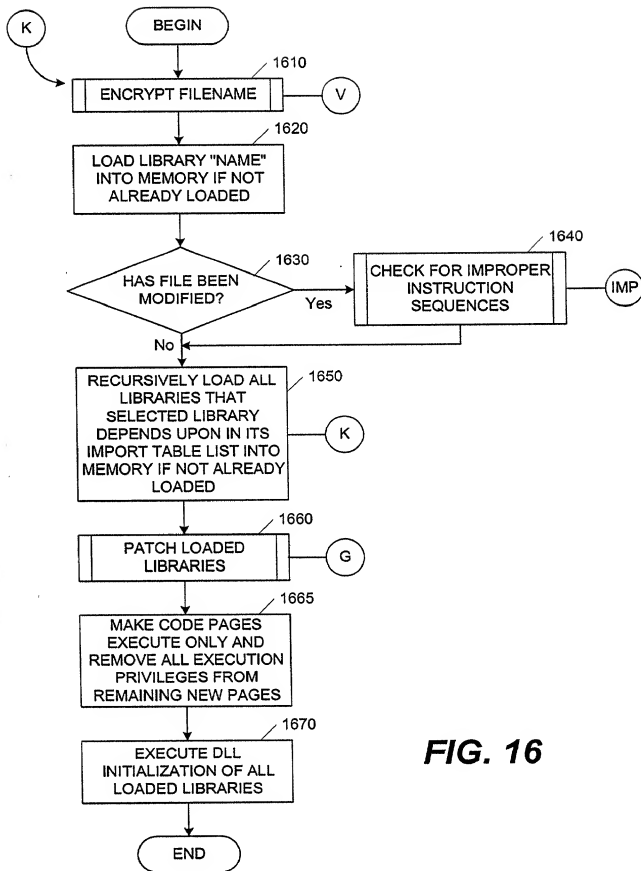 K
BEGIN
1610
ENCRYPT FILENAME
V
1620
LOAD LIBRARY "NAME"
INTO MEMORY IF NOT
ALREADY LOADED
1630
HAS FILE BEEN
MODIFIED?
Yes
No
1640
CHECK FOR IMPROPER
INSTRUCTION
SEQUENCES
IMP
1650
RECURSIVELY LOAD ALL
LIBRARIES THAT
SELECTED LIBRARY
DEPENDS UPON IN ITS
IMPORT TABLE LIST INTO
MEMORY IF NOT ALREADY
LOADED
K
1660
PATCH LOADED
LIBRARIES
G
1665
MAKE CODE PAGES
EXECUTE ONLY AND
REMOVE ALL EXECUTION
PRIVILEGES FROM
REMAINING NEW PAGES
1670
EXECUTE DLL
INITIALIZATION OF ALL
LOADED LIBRARIES
END
FIG. 16